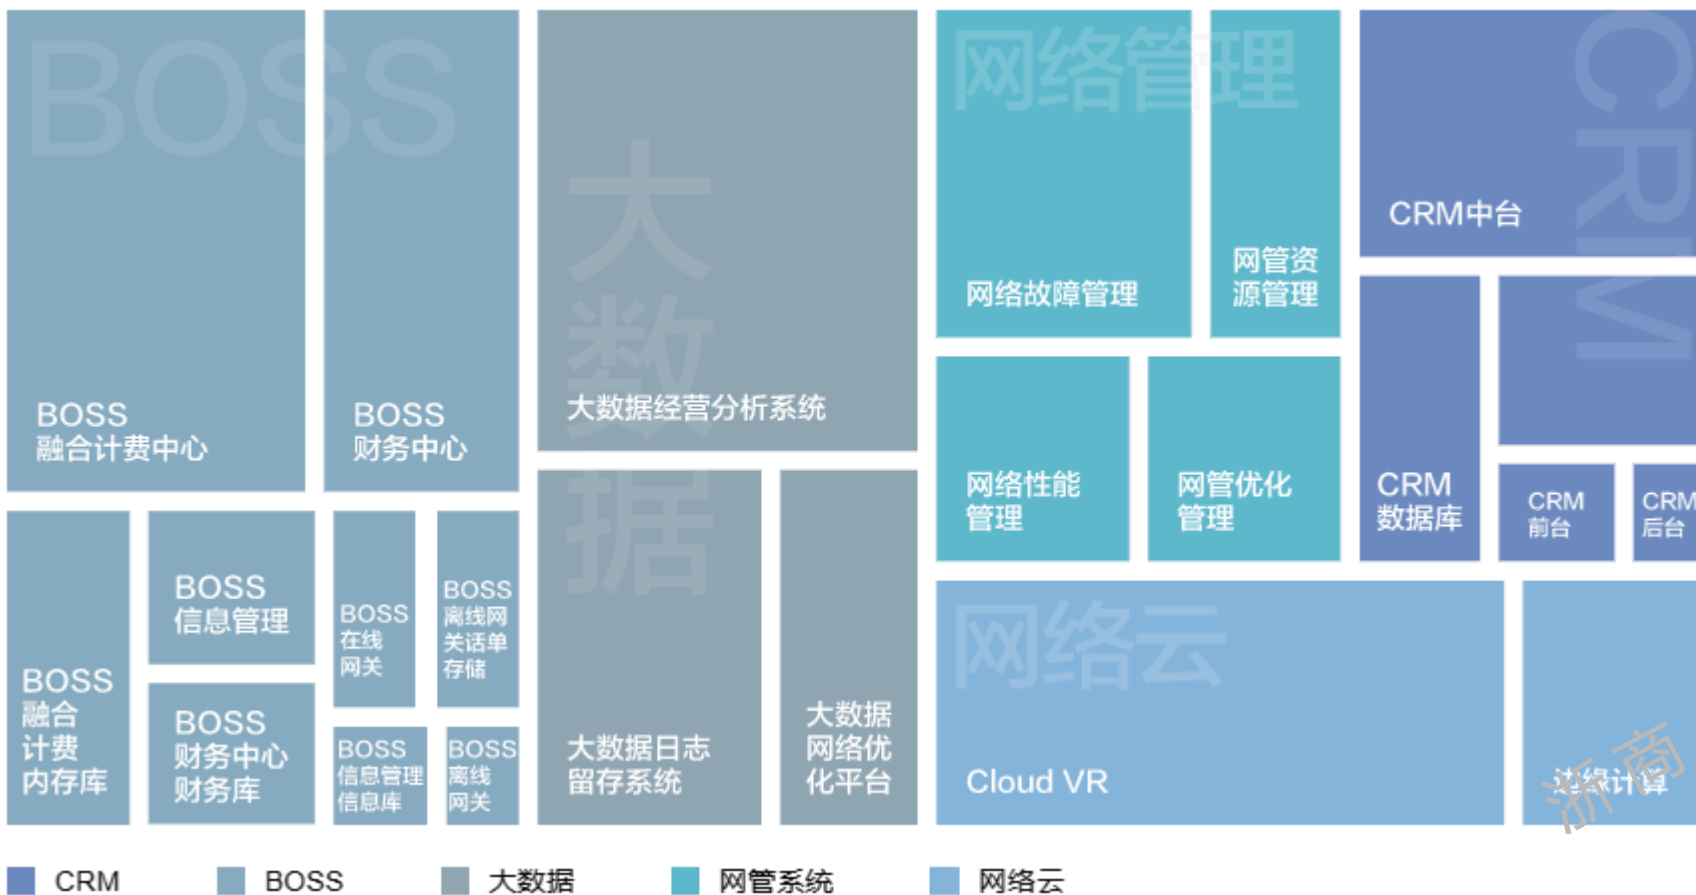 BOSS
BOSS
融合计费中心
BOSS
财务中心
BOSS
融合
计费
内存库
BOSS
信息管理
BOSS
财务中心
财务库
BOSS
在线
网关
BOSS
离线网
关话单
存储
BOSS
信息管理
信息库
BOSS
离线
网关
大数据
大数据经营分析系统
大数据日志
留存系统
大数据
网络优
化平台
网络管理
网络故障管理
网管资
源管理
网络性能
管理
网管优化
管理
CRM
CRM中台
CRM
数据库
CRM
前台
CRM
后台
网络云
Cloud VR
边缘计算
浙商
CRM
BOSS
大数据
网管系统
网络云